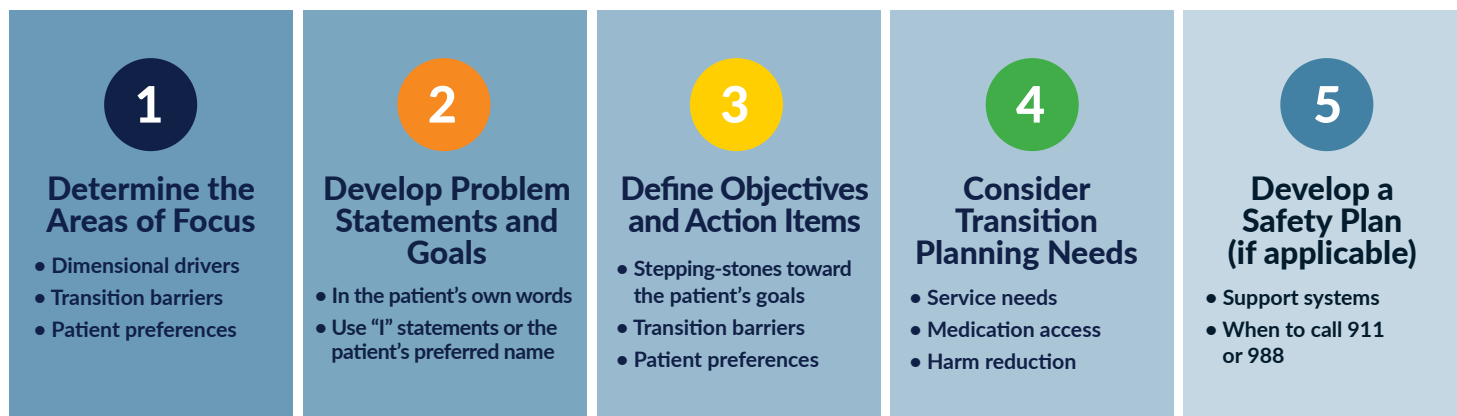 1
Determine the
Areas of Focus
• Dimensional drivers
• Transition barriers
• Patient preferences
2
Develop Problem
Statements and
Goals
• In the patient’s own words
• Use “I” statements or the
patient’s preferred name
3
Define Objectives
and Action Items
• Stepping-stones toward
the patient’s goals
• Transition barriers
• Patient preferences
4
Consider
Transition
Planning Needs
• Service needs
• Medication access
• Harm reduction
5
Develop a
Safety Plan
(if applicable)
• Support systems
• When to call 911
or 988